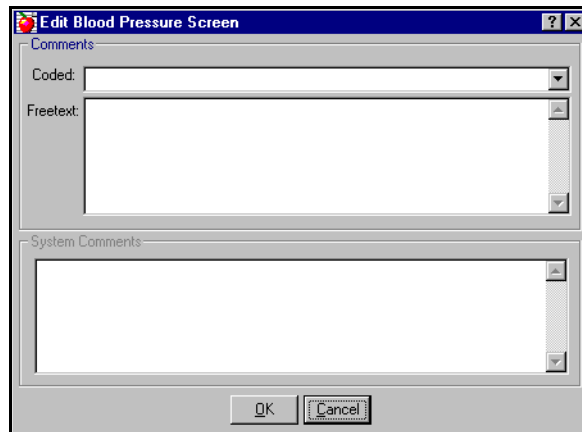 Edit Blood Pressure Screen
Comments
Coded:
Freetext:
System Comments
OK Cancel